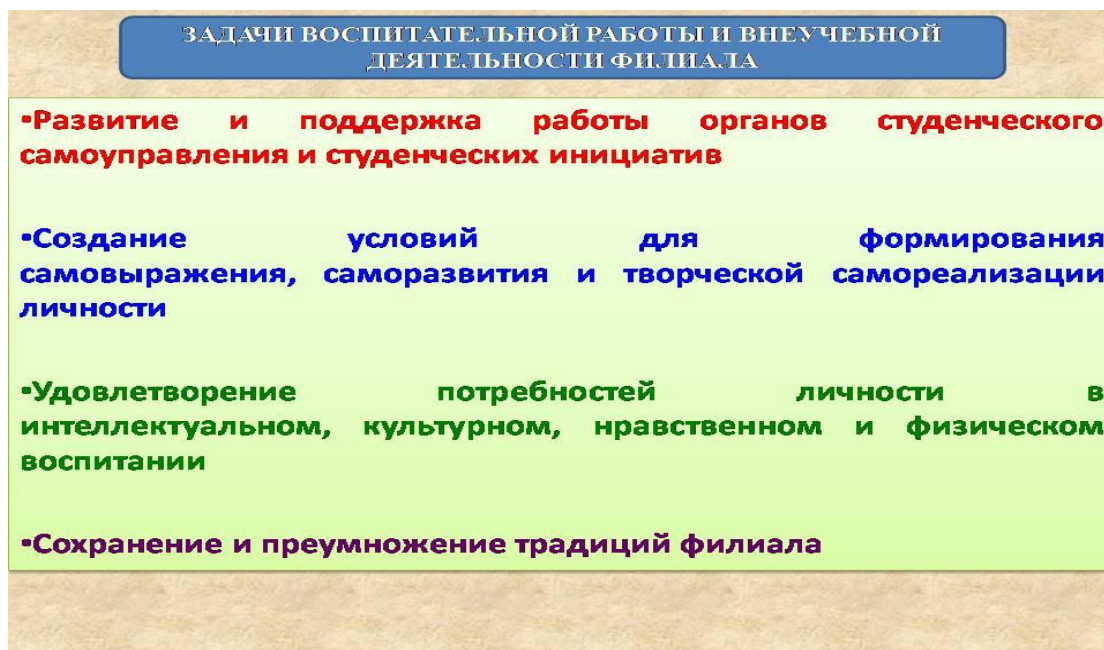 ЗАДАЧИ ВОСПИТАТЕЛЬНОЙ РАБОТЫ И ВНЕУЧЕБНОЙ
ДЕЯТЕЛЬНОСТИ ФИЛИАЛА
•Развитие и поддержка работы органов студенческого
самоуправления и студенческих инициатив
•Создание условий для формирования
самовыражения, саморазвития и творческой самореализации
личности
•Удовлетворение потребностей личности в
интеллектуальном, культурном, нравственном и физическом
воспитании
•Сохранение и преумножение традиций филиала